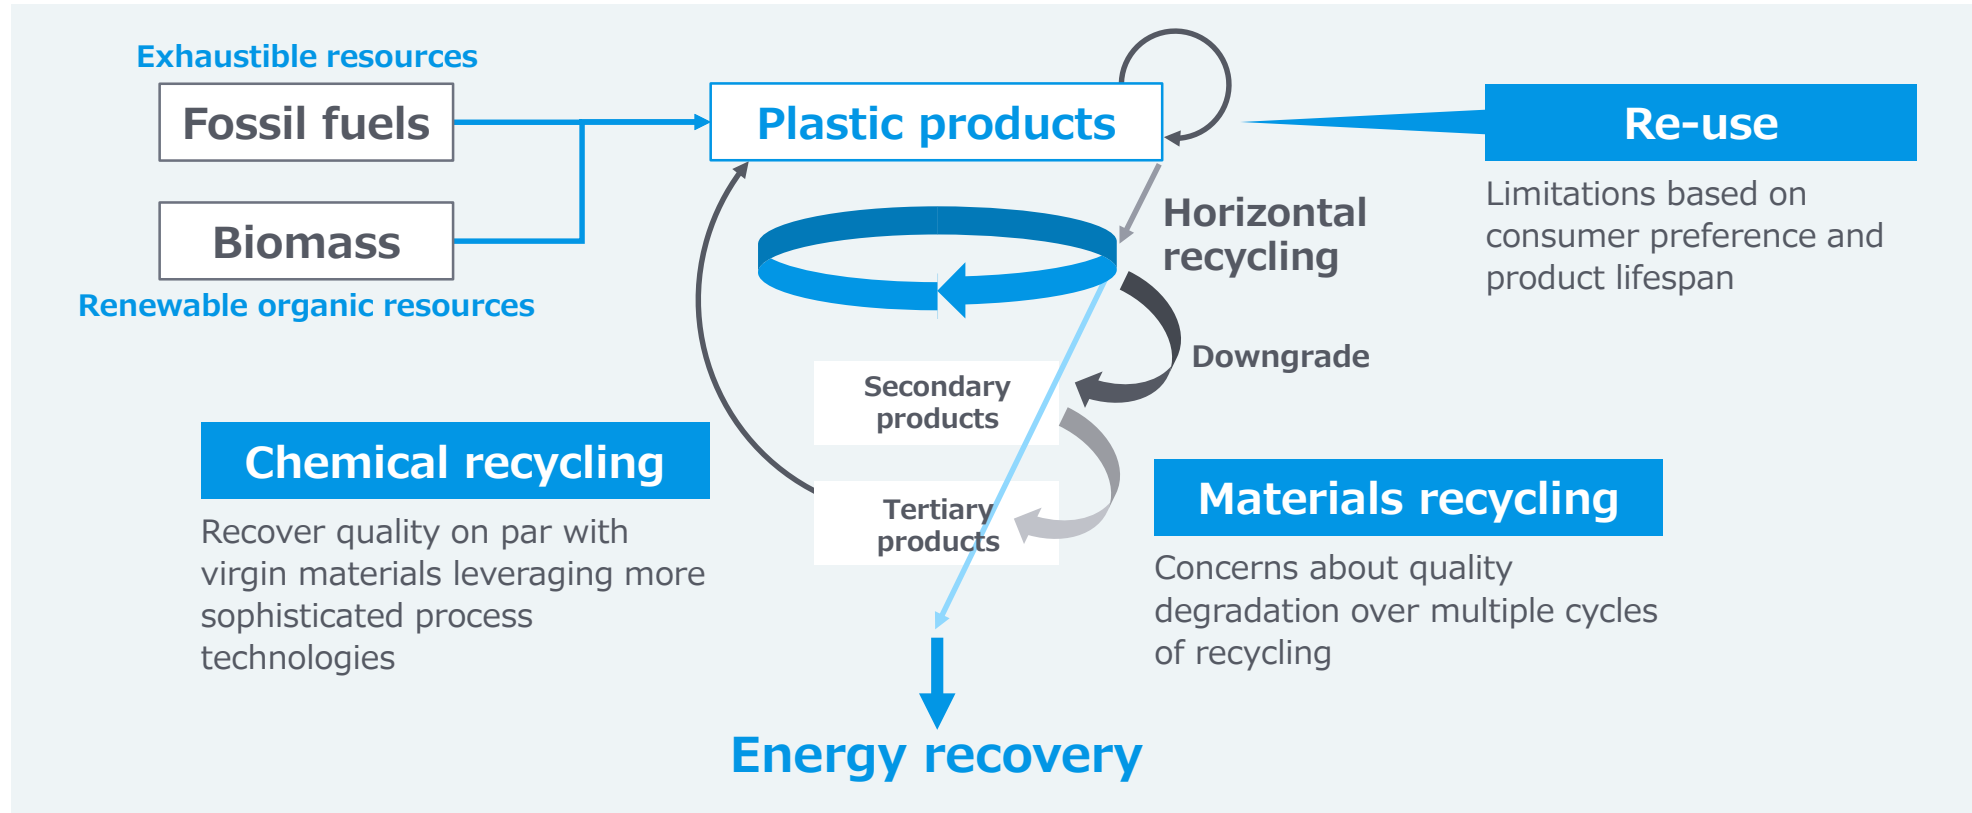 Exhaustible resources
Fossil fuels
Biomass
Renewable organic resources
Plastic products
Re-use
Limitations based on
consumer preference and
product lifespan
Horizontal
recycling
Downgrade
Secondary
products
Tertiary
products
Chemical recycling
Recover quality on par with
virgin materials leveraging more
sophisticated process
technologies
Materials recycling
Concerns about quality
degradation over multiple cycles
of recycling
Energy recovery